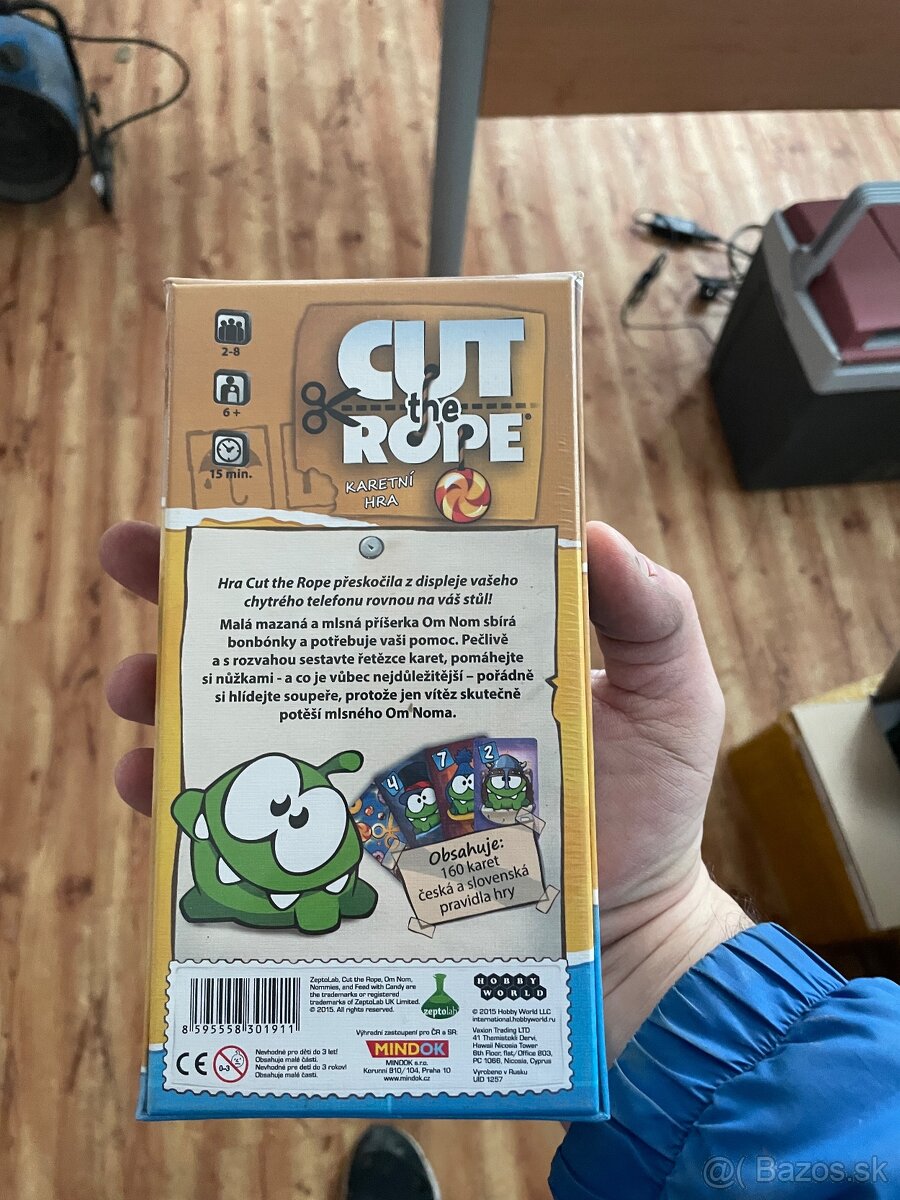 2-8
6 +
15 min.
CUT
the
ROPE®
KARETNÍ
HRA
Hra Cut the Rope přeskočila z displeje vašeho
chytrého telefonu rovnou na váš stůl!
Malá mazaná a mlsná příšerka Om Nom sbírá
bonbónky a potřebuje vaši pomoc. Pečlivě
a s rozvahou sestavte řetězce karet, pomáhejte
si nůžkami - a co je vůbec nejdůležitější – pořádně
si hlídejte soupeře, protože jen vítěz skutečně
potěší mlsného Om Noma.
4 7 2
Obsahuje:
160 karet
česká a slovenská
pravidla hry
8 595558 301911
ZeptoLab, Cut the Rope, Om Nom,
Nommies, and Feed with Candy are
the trademarks or registered
trademarks of ZeptoLab UK Limited.
© 2015. All rights reserved.
zeptolab
HOBBY
WORLD
© 2015 Hobby World LLC
international.hobbyworld.ru
Vexion Trading LTD
41 Themistokli Dervi,
Hawaii Nicosia Tower
6th Floor, flat/Office 603,
PC 1066, Nicosia, Cyprus
Vyrobeno v Rusku
UID 1257
Výhradní zastoupení pro ČR a SR:
MINDOK
MINDOK s.r.o.
Korunní 810/104, Praha 10
www.mindok.cz
CE
0-3
Nevhodné pro děti do 3 let!
Obsahuje malé části.
Nevhodné pre deti do 3 rokov!
Obsahuje malé časti.
@( Bazos.sk